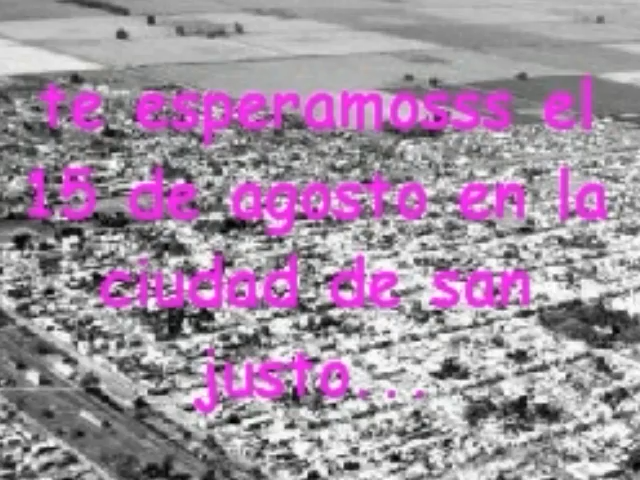 te esperamosss el
15 de agosto en la
ciudad de san
justo...